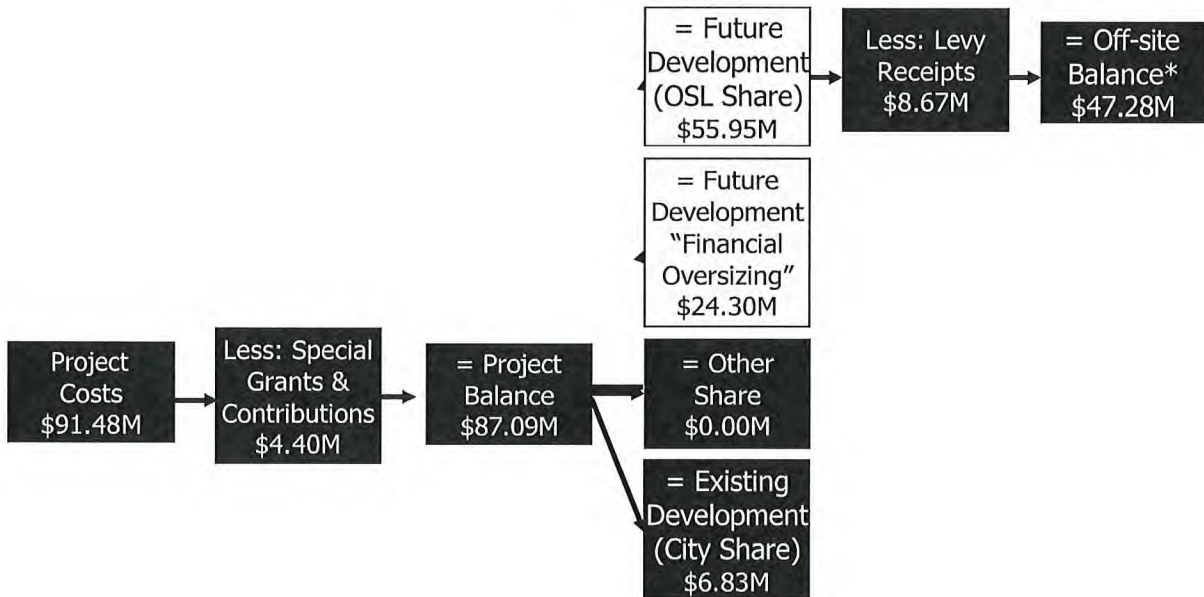 Project
Costs
$91.48M
Less: Special
Grants &
Contributions
$4.40M
= Project
Balance
$87.09M
= Future
Development
(OSL Share)
$55.95M
Less: Levy
Receipts
$8.67M
= Off-site
Balance*
$47.28M
= Future
Development
“Financial
Oversizing”
$24.30M
= Other
Share
$0.00M
= Existing
Development
(City Share)
$6.83M